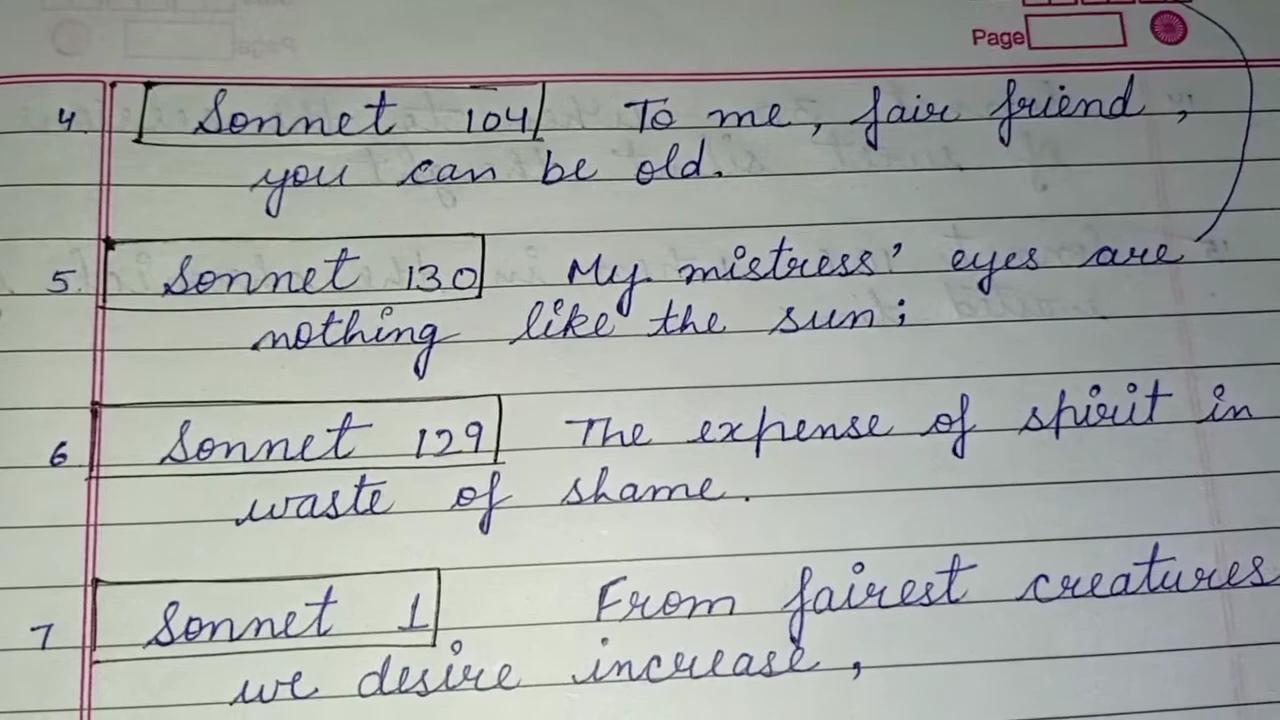 Page
4. Sonnet 104 To me, fair friend,
you can be old.
5. Sonnet 130 My mistress' eyes are
nothing like the sun;
6 Sonnet 129 The expense of spirit in
waste of shame.
7 Sonnet 1 From fairest creatures
we desire increase,